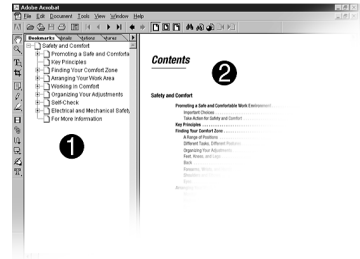 Adobe Acrobat
File Edit Document Tools View Window Help
Bookmarks
Safety and Comfort
Promoting a Safe and Comforta
Key Principles
Finding Your Comfort Zone
Arranging Your Work Area
Working in Comfort
Organizing Your Adjustments
Self-Check
Electrical and Mechanical Safety
For More Information
1
Contents
2
Safety and Comfort
Promoting a Safe and Comfortable Work Environment
Important Choices
Take Action for Safety and Comfort
Key Principles
Finding Your Comfort Zone
A Range of Positions
Different Tasks, Different Positions
Organizing Your Adjustments
Feet, Knees, and Legs
Back